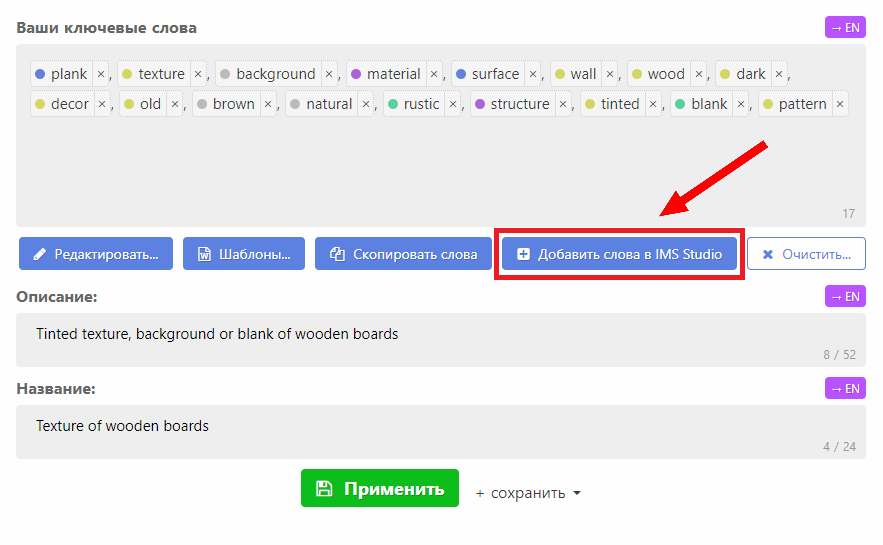 Ваши ключевые слова → EN
plank ×, texture ×, background ×, material ×, surface ×, wall ×, wood ×, dark ×,
decor ×, old ×, brown ×, natural ×, rustic ×, structure ×, tinted ×, blank ×, pattern ×
17
Редактировать... Шаблоны... Скопировать слова Добавить слова в IMS Studio Очистить...
Описание: → EN
Tinted texture, background or blank of wooden boards
8 / 52
Название: → EN
Texture of wooden boards
4 / 24
Применить + сохранить